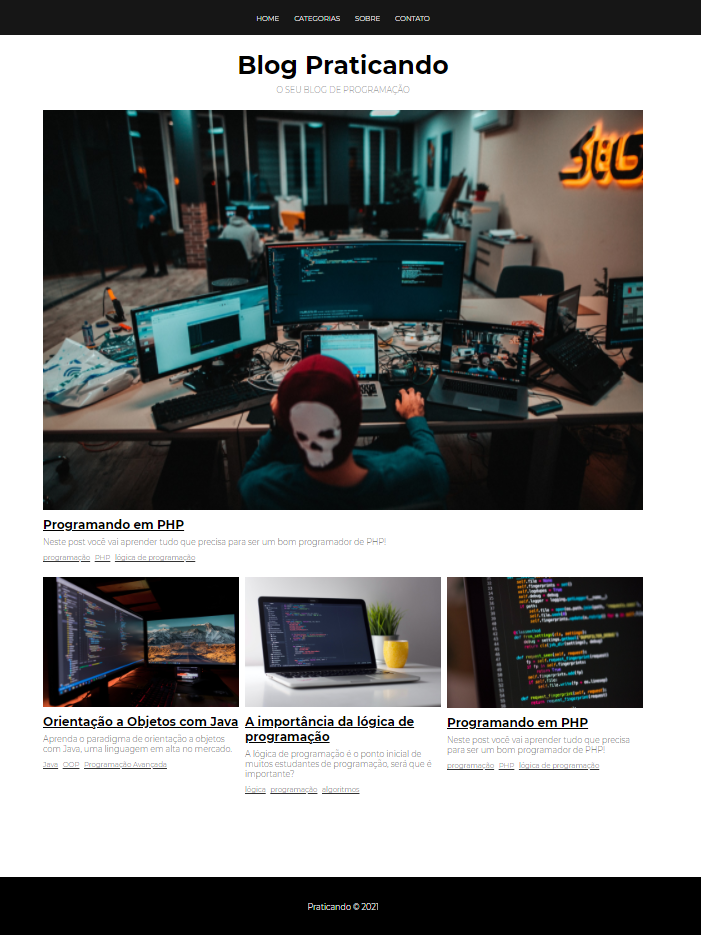 HOME CATEGORIAS SOBRE CONTATO
Blog Praticando
O SEU BLOG DE PROGRAMAÇÃO
Programando em PHP
Neste post você vai aprender tudo que precisa para ser um bom programador de PHP!
programação PHP lógica de programação
Orientação a Objetos com Java
Aprenda o paradigma de orientação a objetos
com Java, uma linguagem em alta no mercado.
Java OOP Programação Avançada
A importância da lógica de
programação
A lógica de programação é o ponto inicial de
muitos estudantes de programação, será que é
importante?
lógica programação algoritmos
Programando em PHP
Neste post você vai aprender tudo que precisa
para ser um bom programador de PHP!
programação PHP lógica de programação
Praticando © 2021